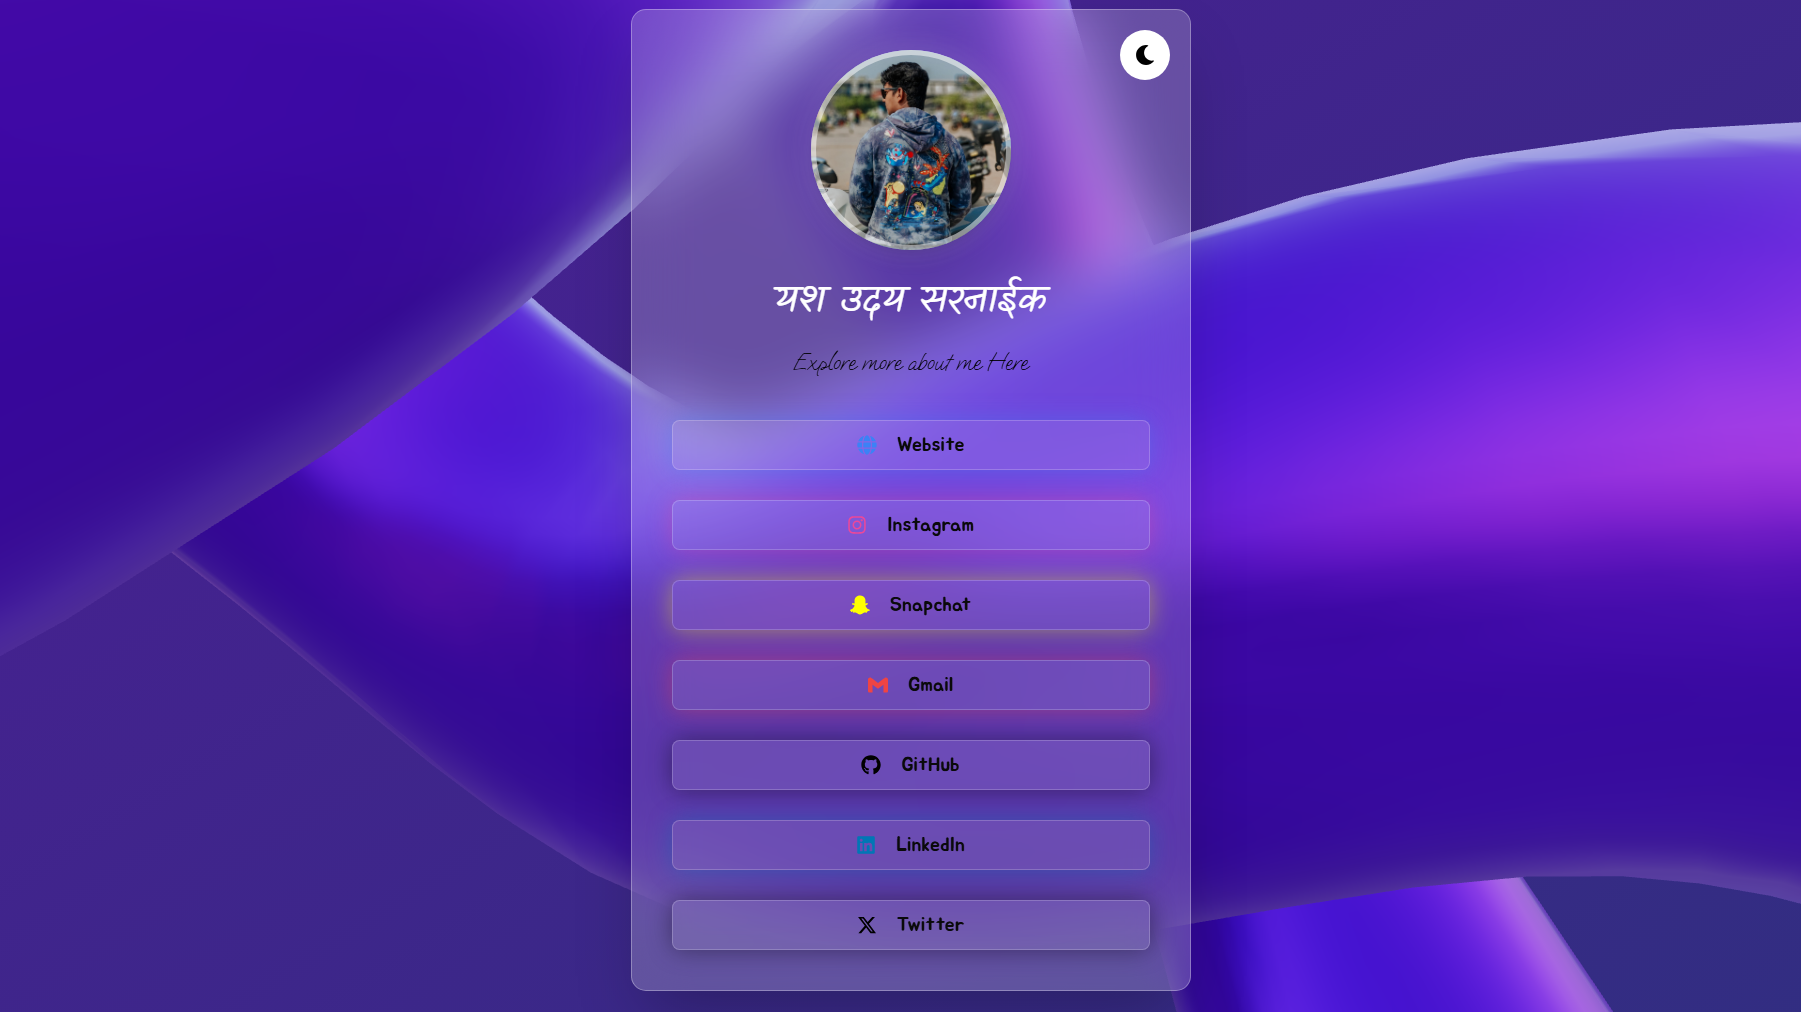 यश उदय सरनाईक
Explore more about me Here
Website
Instagram
Snapchat
Gmail
GitHub
LinkedIn
Twitter